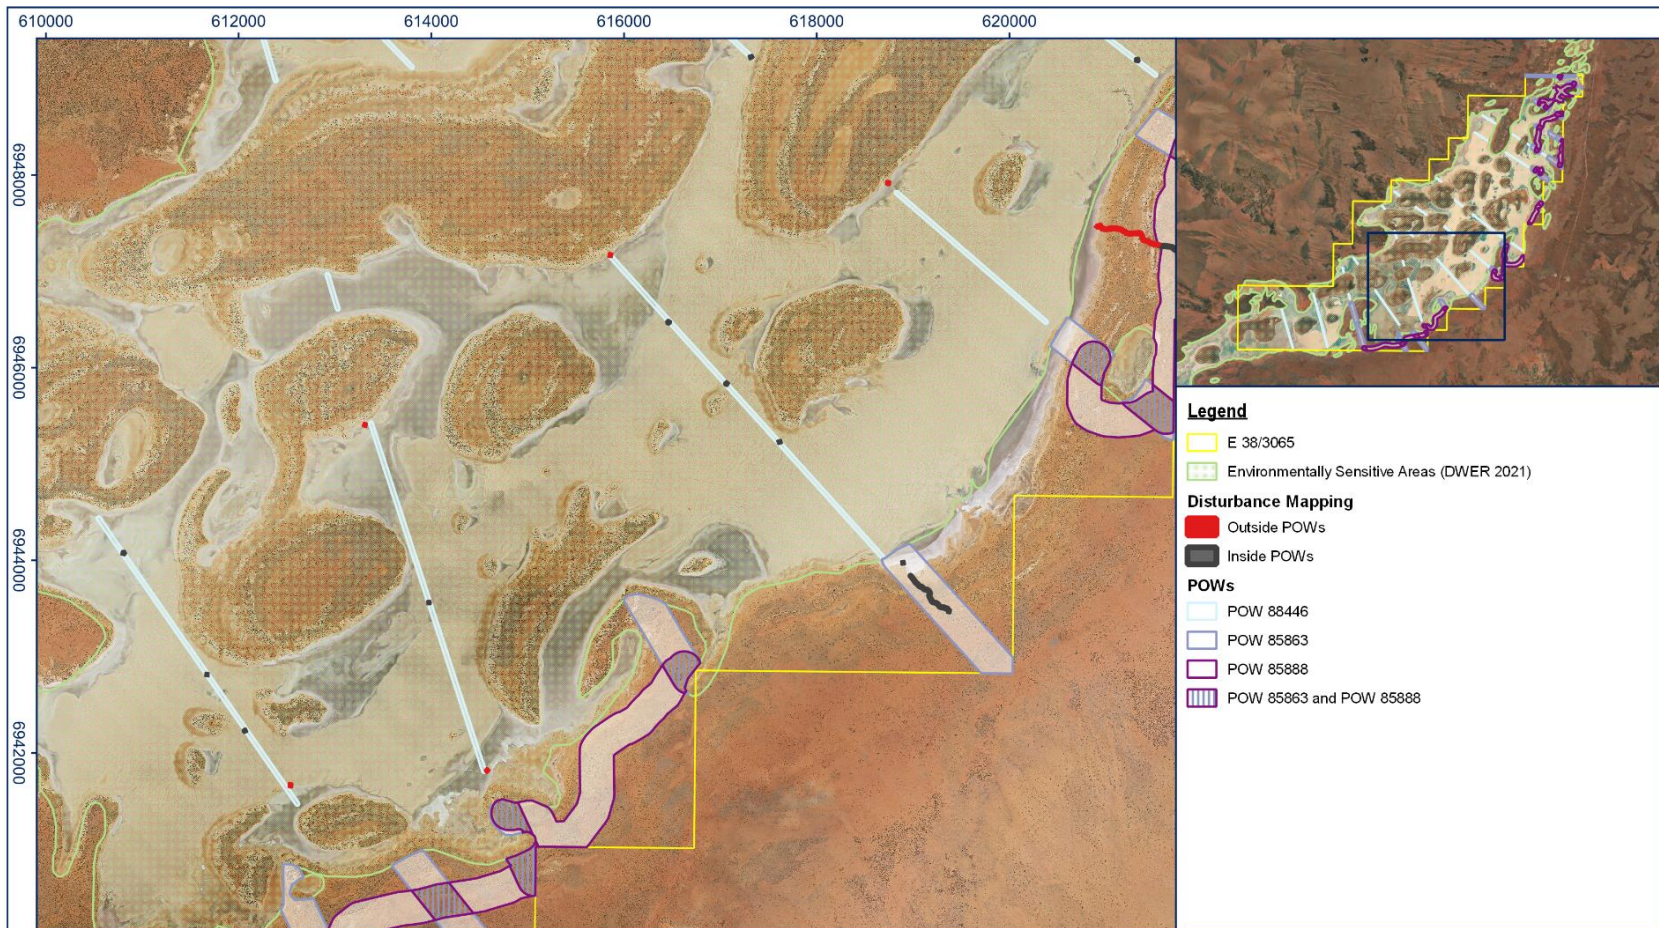 610000 612000 614000 616000 618000 620000
6948000
6946000
6944000
6942000
Legend
E 38/3065
Environmentally Sensitive Areas (DWER 2021)
Disturbance Mapping
Outside POWs
Inside POWs
POWs
POW 88446
POW 85863
POW 85888
POW 85863 and POW 85888